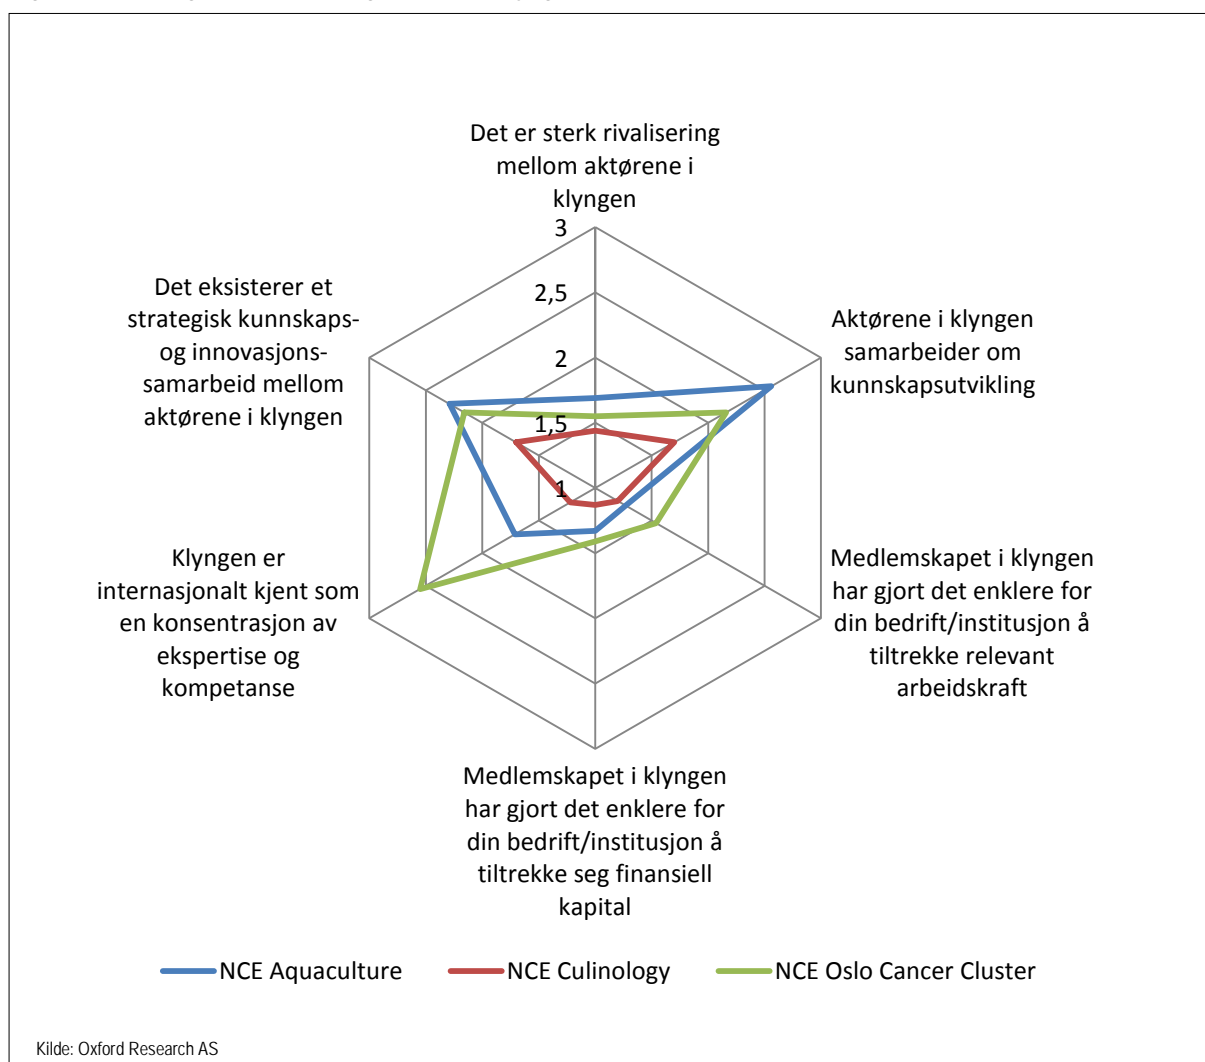 Det er sterk rivalisering
mellom aktørene i
klyngen
3
2,5
2
1,5
1
Aktørene i klyngen
samarbeider om
kunnskapsutvikling
Medlemskapet i klyngen
har gjort det enklere for
din bedrift/institusjon å
tiltrekke relevant
arbeidskraft
Medlemskapet i klyngen
har gjort det enklere for
din bedrift/institusjon å
tiltrekke seg finansiell
kapital
Klyngen er
internasjonalt kjent som
en konsentrasjon av
ekspertise og
kompetanse
Det eksisterer et
strategisk kunnskaps-
og innovasjons-
samarbeid mellom
aktørene i klyngen
NCE Aquaculture
NCE Culinology
NCE Oslo Cancer Cluster
Kilde: Oxford Research AS